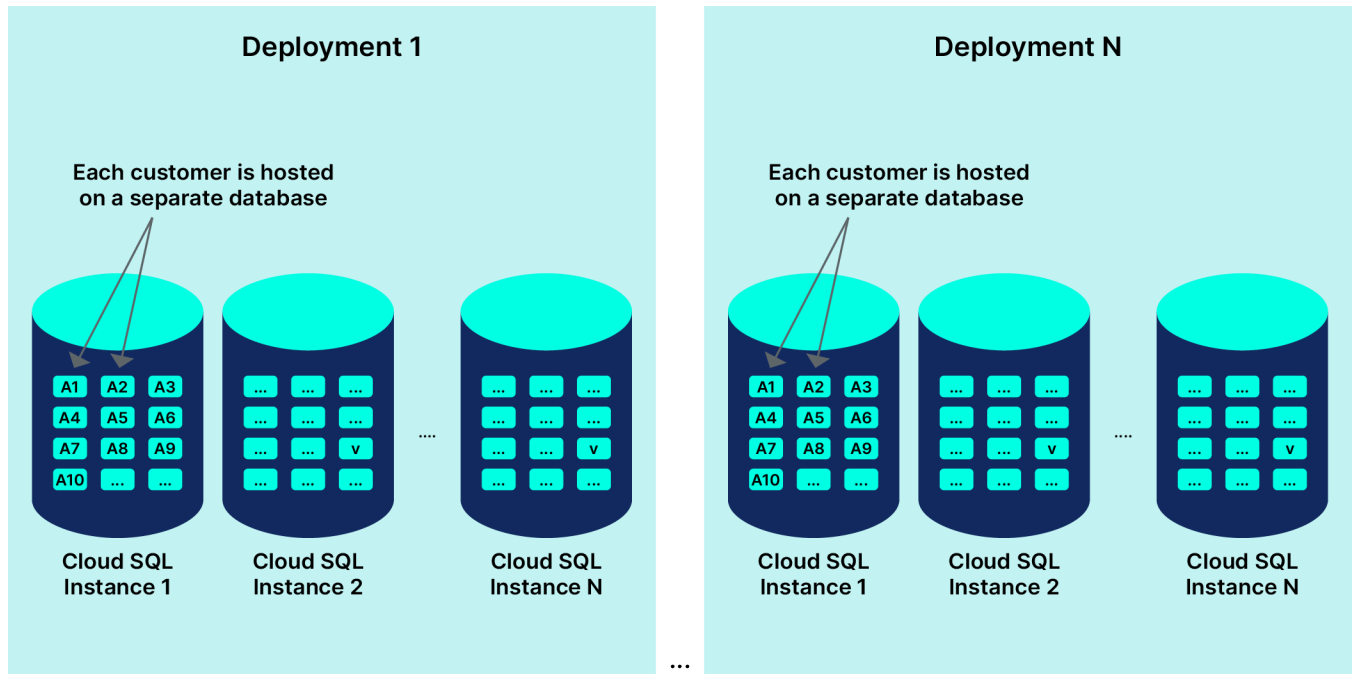 Deployment 1
Each customer is hosted
on a separate database
A1 A2 A3
A4 A5 A6
A7 A8 A9
A10 ... ...
... ... ...
... ... ...
... ... v
... ... ...
....
... ... ...
... ... ...
... ... v
... ... ...
Cloud SQL
Instance 1
Cloud SQL
Instance 2
Cloud SQL
Instance N
...
Deployment N
Each customer is hosted
on a separate database
A1 A2 A3
A4 A5 A6
A7 A8 A9
A10 ... ...
... ... ...
... ... ...
... ... v
... ... ...
....
... ... ...
... ... ...
... ... v
... ... ...
Cloud SQL
Instance 1
Cloud SQL
Instance 2
Cloud SQL
Instance N